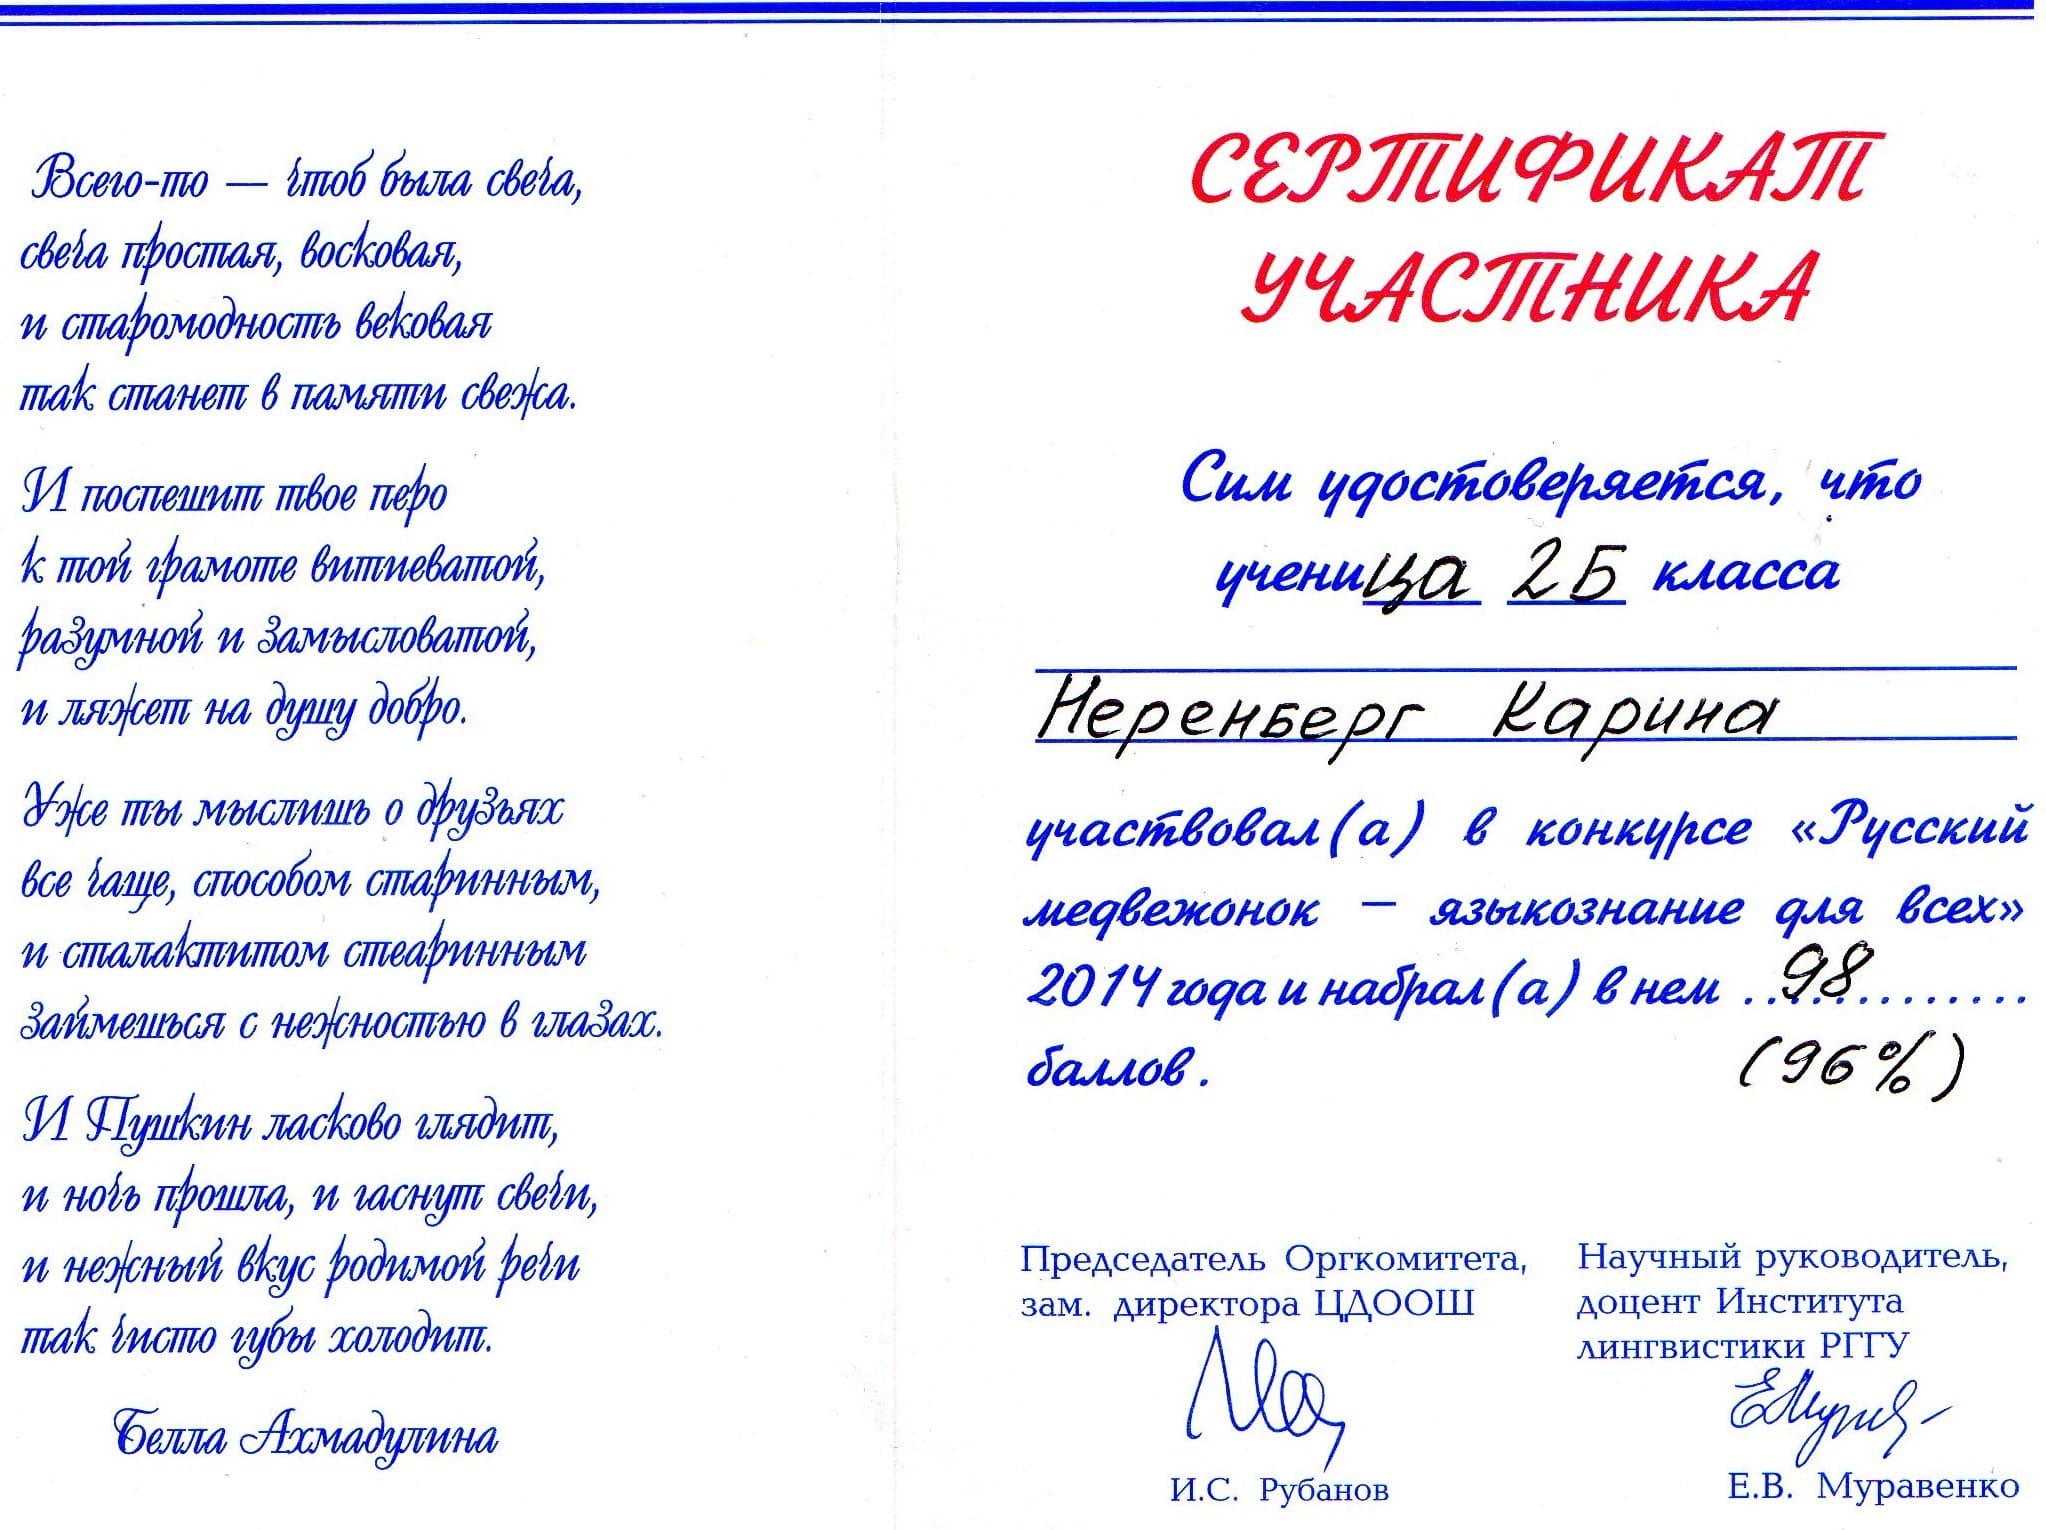 Всего-то — чтоб была свеча,
свеча простая, восковая,
и старомодность вековая
так станет в памяти свежа.
И поспешит твое перо
к той грамоте витиеватой,
разумной и замысловатой,
и ляжет на душу добро.
Уже ты мыслишь о друзьях
все чаще, способом старинным,
и сталактитом стеаринным
займешься с нежностью в глазах.
И Пушкин ласково глядит,
и ночь прошла, и гаснут свечи,
и нежный вкус родимой речи
так чисто губы холодит.
Белла Ахмадулина
СЕРТИФИКАТ
УЧАСТНИКА
Сим удостоверяется, что
ученица 2Б класса
Неренберг Карина
участвовал(а) в конкурсе «Русский
медвежонок — языкознание для всех»
2014 года и набрал(а) в нем 98
баллов. (96%)
Председатель Оргкомитета,
зам. директора ЦДООШ
И.С. Рубанов
Научный руководитель,
доцент Института
лингвистики РГГУ
Е.В. Муравенко